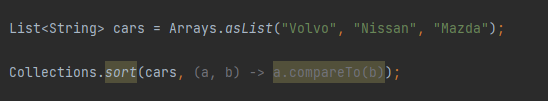 List<String> cars = Arrays.asList("Volvo", "Nissan", "Mazda");
Collections.sort(cars, (a, b) -> a.compareTo(b));